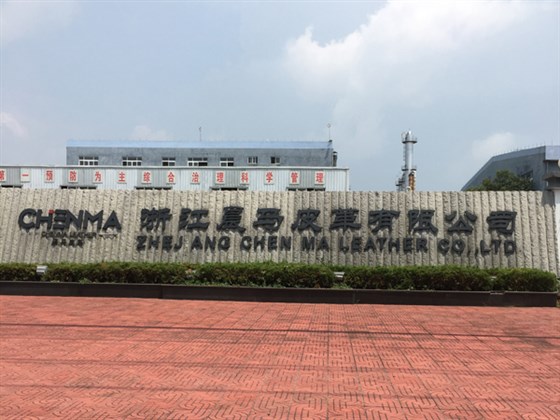 第一 预防为主 综合治理 科学管理
CHENMA
浙江晨马皮革有限公司
ZHEJIANG CHEN MA LEATHER CO., LTD